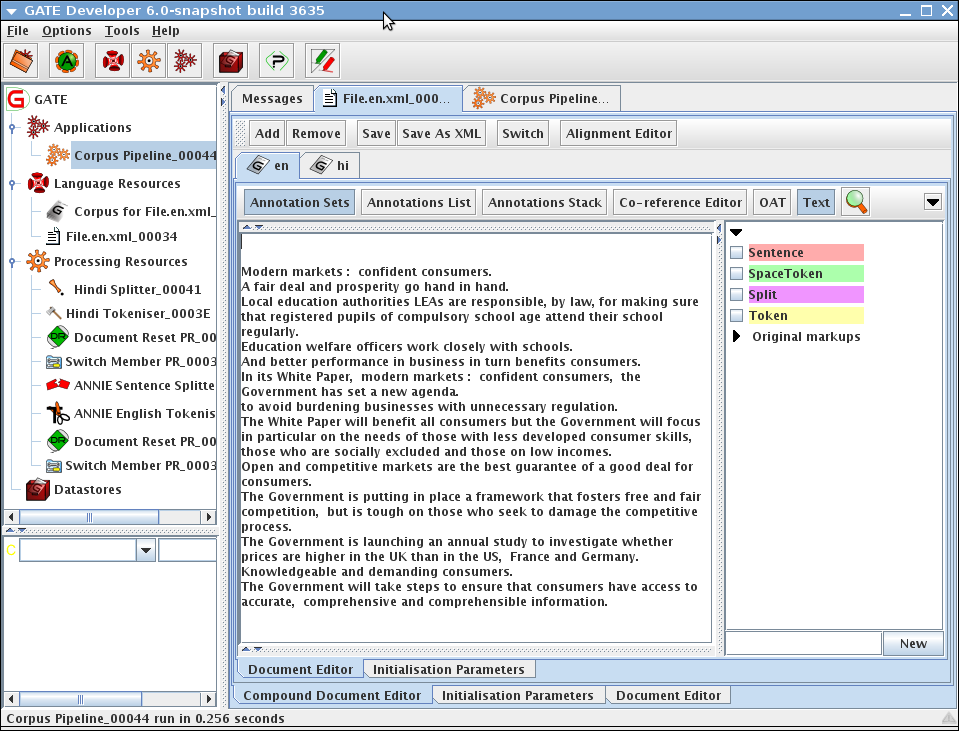 GATE Developer 6.0-snapshot build 3635
File Options Tools Help
GATE
Applications
Corpus Pipeline_00044
Language Resources
Corpus for File.en.xml_
File.en.xml_00034
Processing Resources
Hindi Splitter_00041
Hindi Tokeniser_0003E
Document Reset PR_00
Switch Member PR_0003
ANNIE Sentence Splitte
ANNIE English Tokenis
Document Reset PR_00
Switch Member PR_0003
Datastores
C
Messages File.en.xml_000... Corpus Pipeline...
Add Remove Save Save As XML Switch Alignment Editor
en hi
Annotation Sets Annotations List Annotations Stack Co-reference Editor OAT Text
Modern markets : confident consumers.
A fair deal and prosperity go hand in hand.
Local education authorities LEAs are responsible, by law, for making sure
that registered pupils of compulsory school age attend their school
regularly.
Education welfare officers work closely with schools.
And better performance in business in turn benefits consumers.
In its White Paper, modern markets : confident consumers, the
Government has set a new agenda.
to avoid burdening businesses with unnecessary regulation.
The White Paper will benefit all consumers but the Government will focus
in particular on the needs of those with less developed consumer skills,
those who are socially excluded and those on low incomes.
Open and competitive markets are the best guarantee of a good deal for
consumers.
The Government is putting in place a framework that fosters free and fair
competition, but is tough on those who seek to damage the competitive
process.
The Government is launching an annual study to investigate whether
prices are higher in the UK than in the US, France and Germany.
Knowledgeable and demanding consumers.
The Government will take steps to ensure that consumers have access to
accurate, comprehensive and comprehensible information.
Sentence
SpaceToken
Split
Token
Original markups
New
Document Editor Initialisation Parameters
Compound Document Editor Initialisation Parameters Document Editor
Corpus Pipeline_00044 run in 0.256 seconds